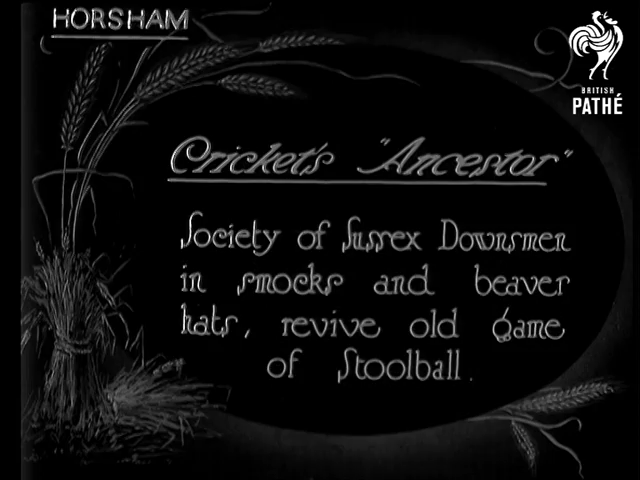 HORSHAM
BRITISH
PATHÉ
Cricket's "Ancestor"
Society of Sussex Downsmen
in smocks and beaver
hats, revive old game
of Stoolball.